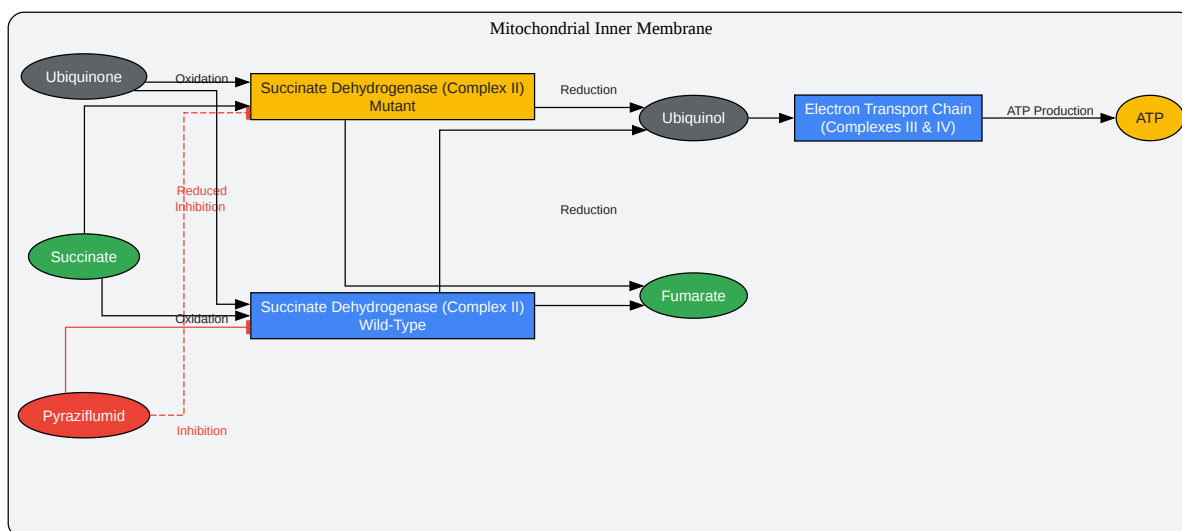 Mitochondrial Inner Membrane
Ubiquinone
Oxidation
Succinate Dehydrogenase (Complex II)
Mutant
Reduction
Ubiquinol
Electron Transport Chain
(Complexes III & IV)
ATP Production
ATP
Reduced
Inhibition
Reduction
Succinate
Fumarate
Oxidation
Succinate Dehydrogenase (Complex II)
Wild-Type
Pyraziflumid
Inhibition